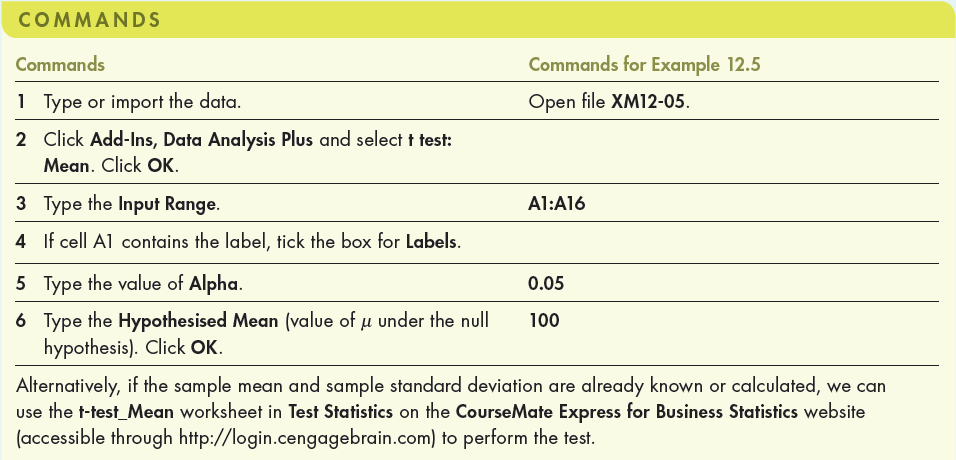 COMMANDS
Commands Commands for Example 12.5
1 Type or import the data. Open file XM12-05.
2 Click Add-Ins, Data Analysis Plus and select t test:
Mean. Click OK.
3 Type the Input Range. A1:A16
4 If cell A1 contains the label, tick the box for Labels.
5 Type the value of Alpha. 0.05
6 Type the Hypothesised Mean (value of μ under the null 100
hypothesis). Click OK.
Alternatively, if the sample mean and sample standard deviation are already known or calculated, we can
use the t-test_Mean worksheet in Test Statistics on the CourseMate Express for Business Statistics website
(accessible through http://login.cengagebrain.com) to perform the test.